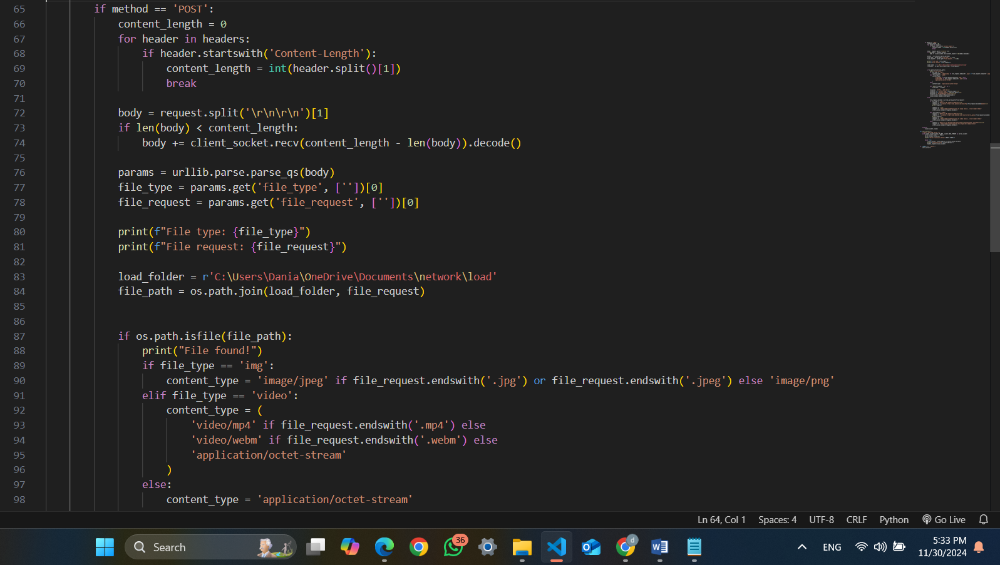 65 if method == 'POST':
66 content_length = 0
67 for header in headers:
68 if header.startswith('Content-Length'):
69 content_length = int(header.split()[1])
70 break
71
72 body = request.split('\r\n\r\n')[1]
73 if len(body) < content_length:
74 body += client_socket.recv(content_length - len(body)).decode()
75
76 params = urllib.parse.parse_qs(body)
77 file_type = params.get('file_type', [''])[0]
78 file_request = params.get('file_request', [''])[0]
79
80 print(f"File type: {file_type}")
81 print(f"File request: {file_request}")
82
83 load_folder = r'C:\Users\Dania\OneDrive\Documents\network\load'
84 file_path = os.path.join(load_folder, file_request)
85
86
87 if os.path.isfile(file_path):
88 print("File found!")
89 if file_type == 'img':
90 content_type = 'image/jpeg' if file_request.endswith('.jpg') or file_request.endswith('.jpeg') else 'image/png'
91 elif file_type == 'video':
92 content_type = (
93 'video/mp4' if file_request.endswith('.mp4') else
94 'video/webm' if file_request.endswith('.webm') else
95 'application/octet-stream'
96 )
97 else:
98 content_type = 'application/octet-stream'
Ln 64, Col 1 Spaces: 4 UTF-8 CRLF Python Go Live
Search 36 d ENG 5:33 PM
11/30/2024